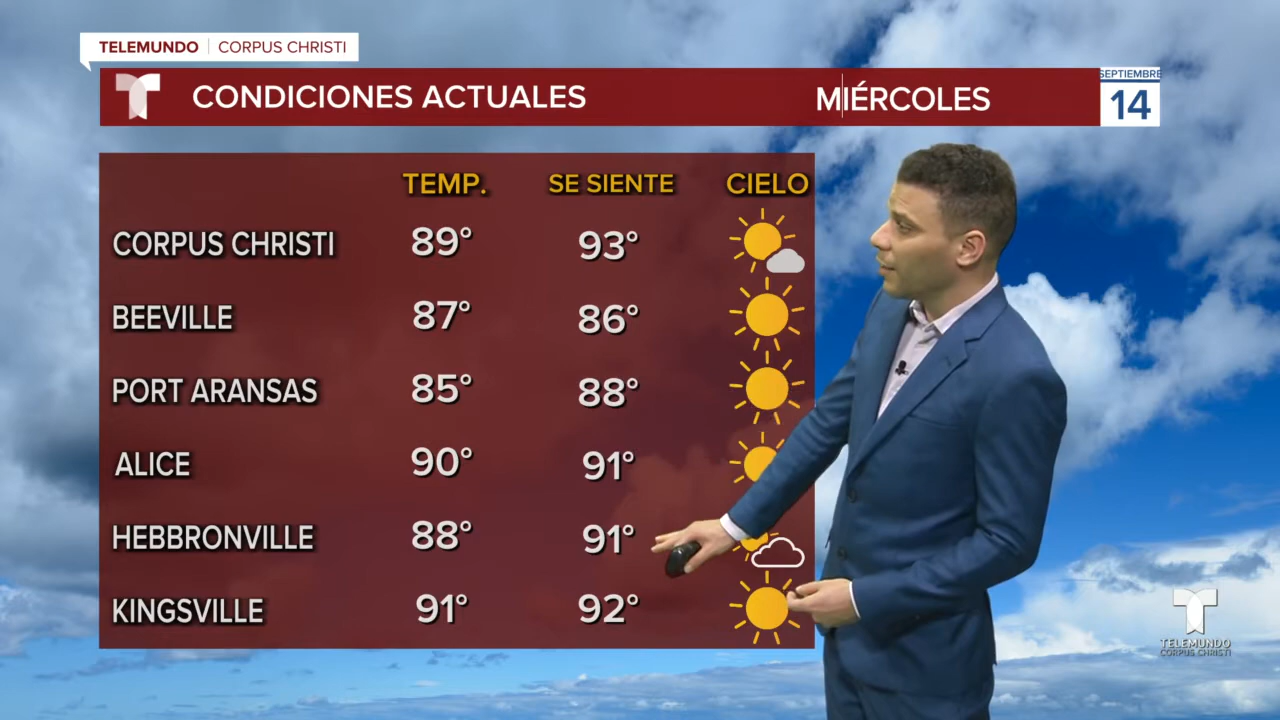 TELEMUNDO | CORPUS CHRISTI
CONDICIONES ACTUALES
MIÉRCOLES
SEPTIEMBRE
14
TEMP. SE SIENTE CIELO
CORPUS CHRISTI 89° 93°
BEEVILLE 87° 86°
PORT ARANSAS 85° 88°
ALICE 90° 91°
HEBBRONVILLE 88° 91°
KINGSVILLE 91° 92°
TELEMUNDO
CORPUS CHRISTI